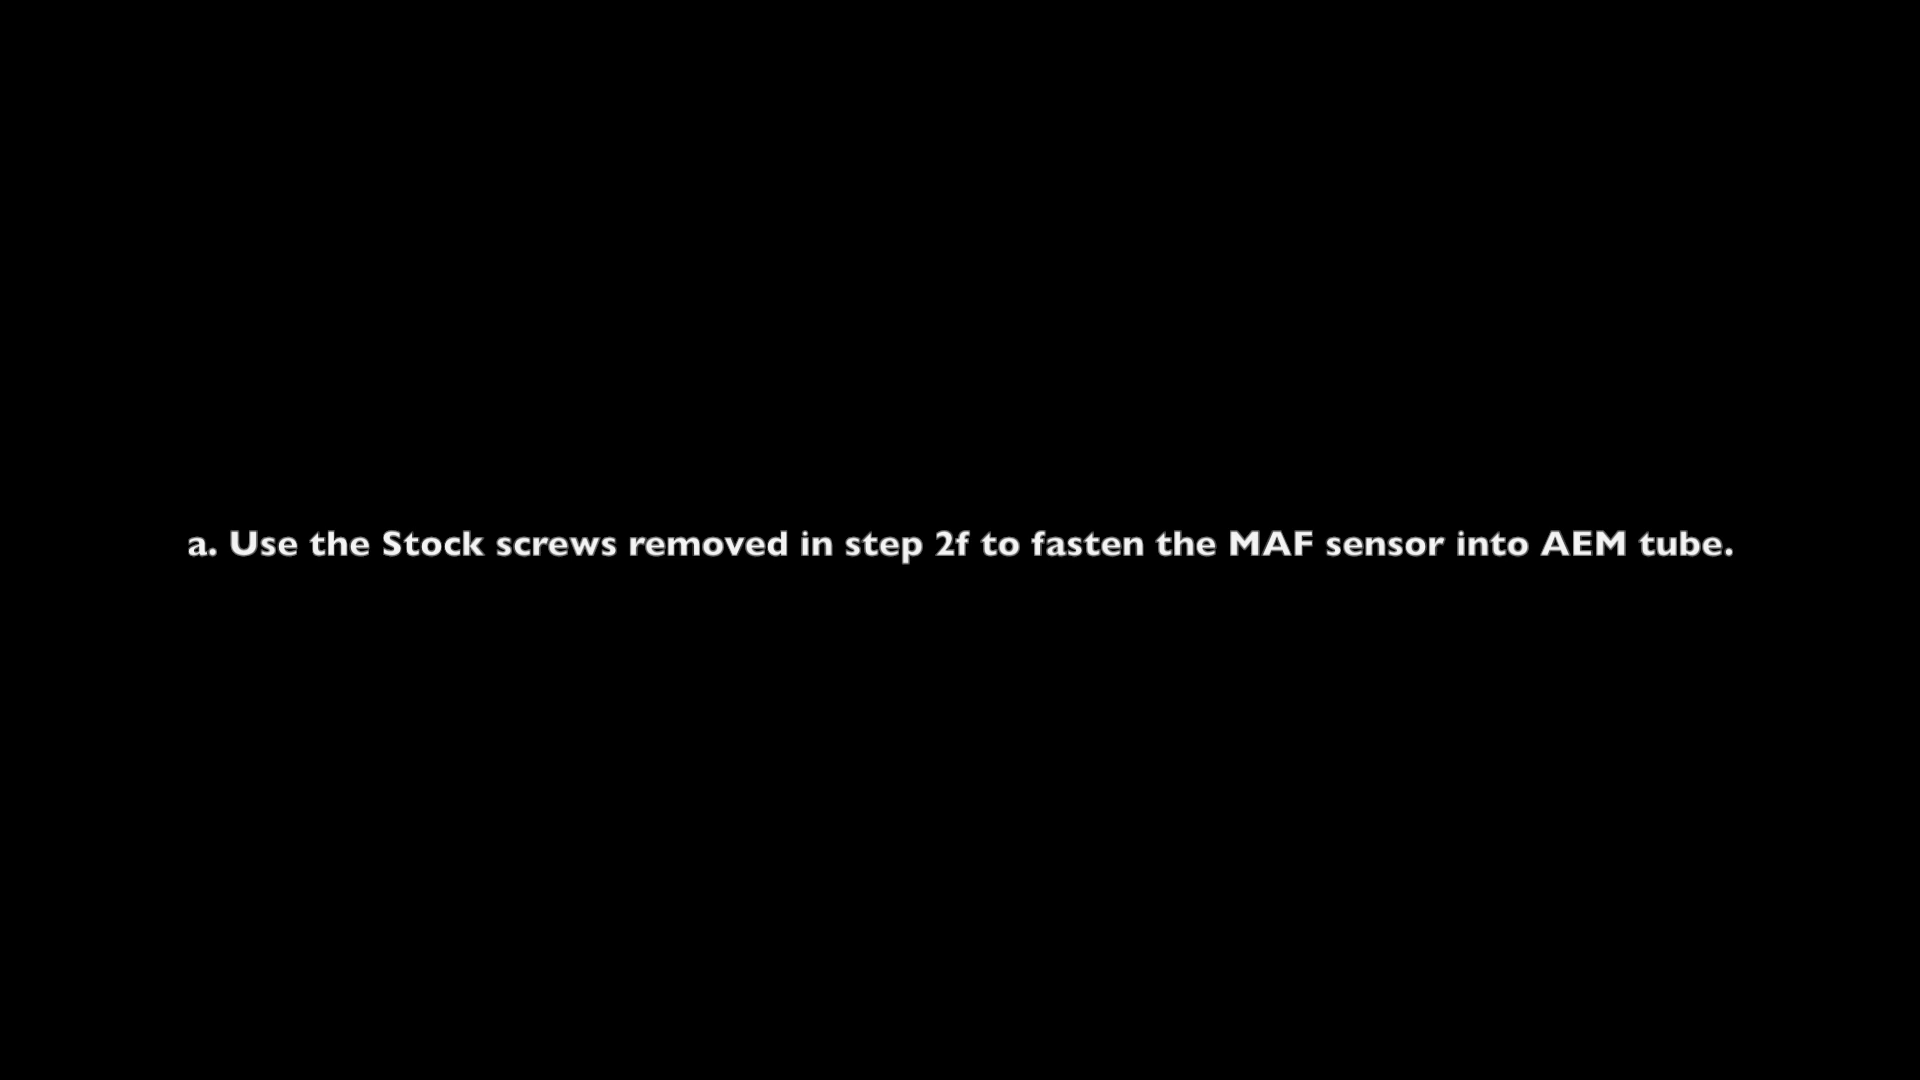 a. Use the Stock screws removed in step 2f to fasten the MAF sensor into AEM tube.